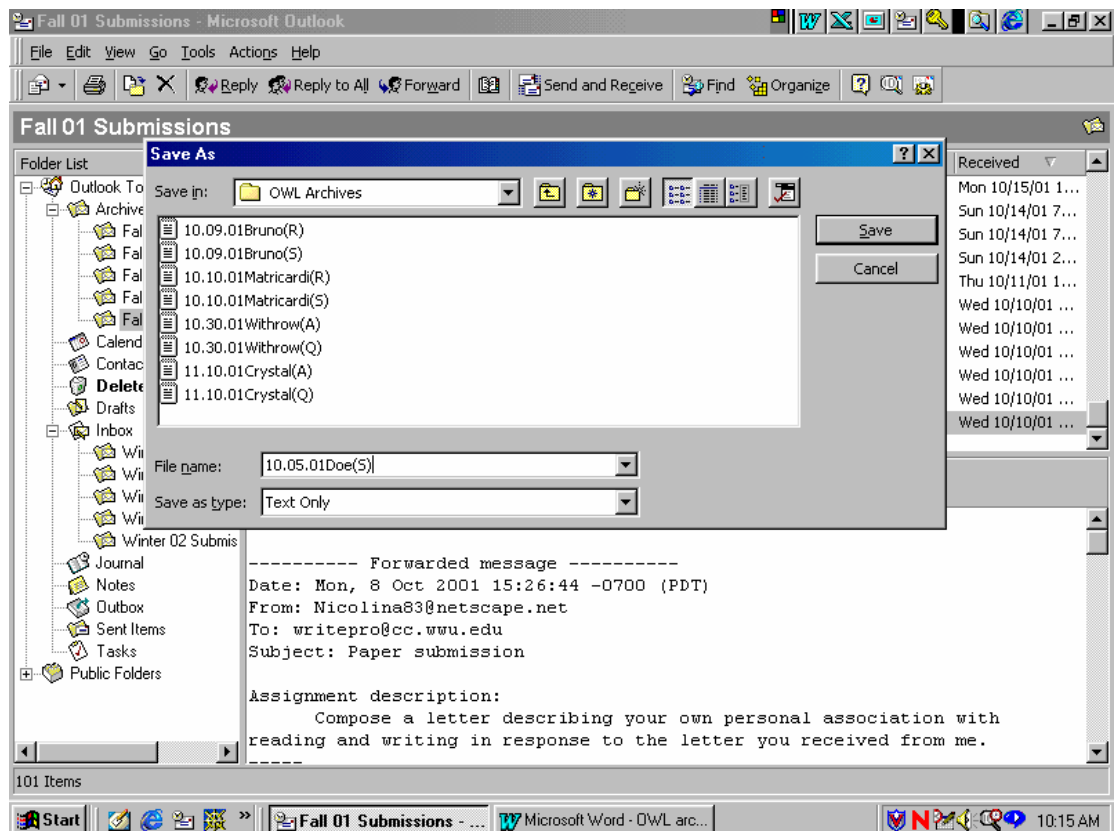 Fall 01 Submissions - Microsoft Outlook
File Edit View Go Tools Actions Help
Reply Reply to All Forward Send and Receive Find Organize
Fall 01 Submissions
Folder List
Received
Outlook To
Archive
Fal
Fal
Fal
Fal
Fal
Calend
Contac
Delete
Drafts
Inbox
Wi
Wi
Wi
Wi
Winter 02 Submis
Journal
Notes
Outbox
Sent Items
Tasks
Public Folders
Save As
Save in: OWL Archives
10.09.01Bruno(R)
10.09.01Bruno(S)
10.10.01Matricardi(R)
10.10.01Matricardi(S)
10.30.01Withrow(A)
10.30.01Withrow(Q)
11.10.01Crystal(A)
11.10.01Crystal(Q)
Save
Cancel
File name: 10.05.01Doe(S)
Save as type: Text Only
Mon 10/15/01 1...
Sun 10/14/01 7...
Sun 10/14/01 7...
Sun 10/14/01 2...
Thu 10/11/01 1...
Wed 10/10/01 ...
Wed 10/10/01 ...
Wed 10/10/01 ...
Wed 10/10/01 ...
Wed 10/10/01 ...
Wed 10/10/01 ...
---------- Forwarded message ----------
Date: Mon, 8 Oct 2001 15:26:44 -0700 (PDT)
From: Nicolina83@netscape.net
To: writepro@cc.wwu.edu
Subject: Paper submission
Assignment description:
Compose a letter describing your own personal association with
reading and writing in response to the letter you received from me.
-----
101 Items
Start » Fall 01 Submissions - ... Microsoft Word - OWL arc... 10:15 AM